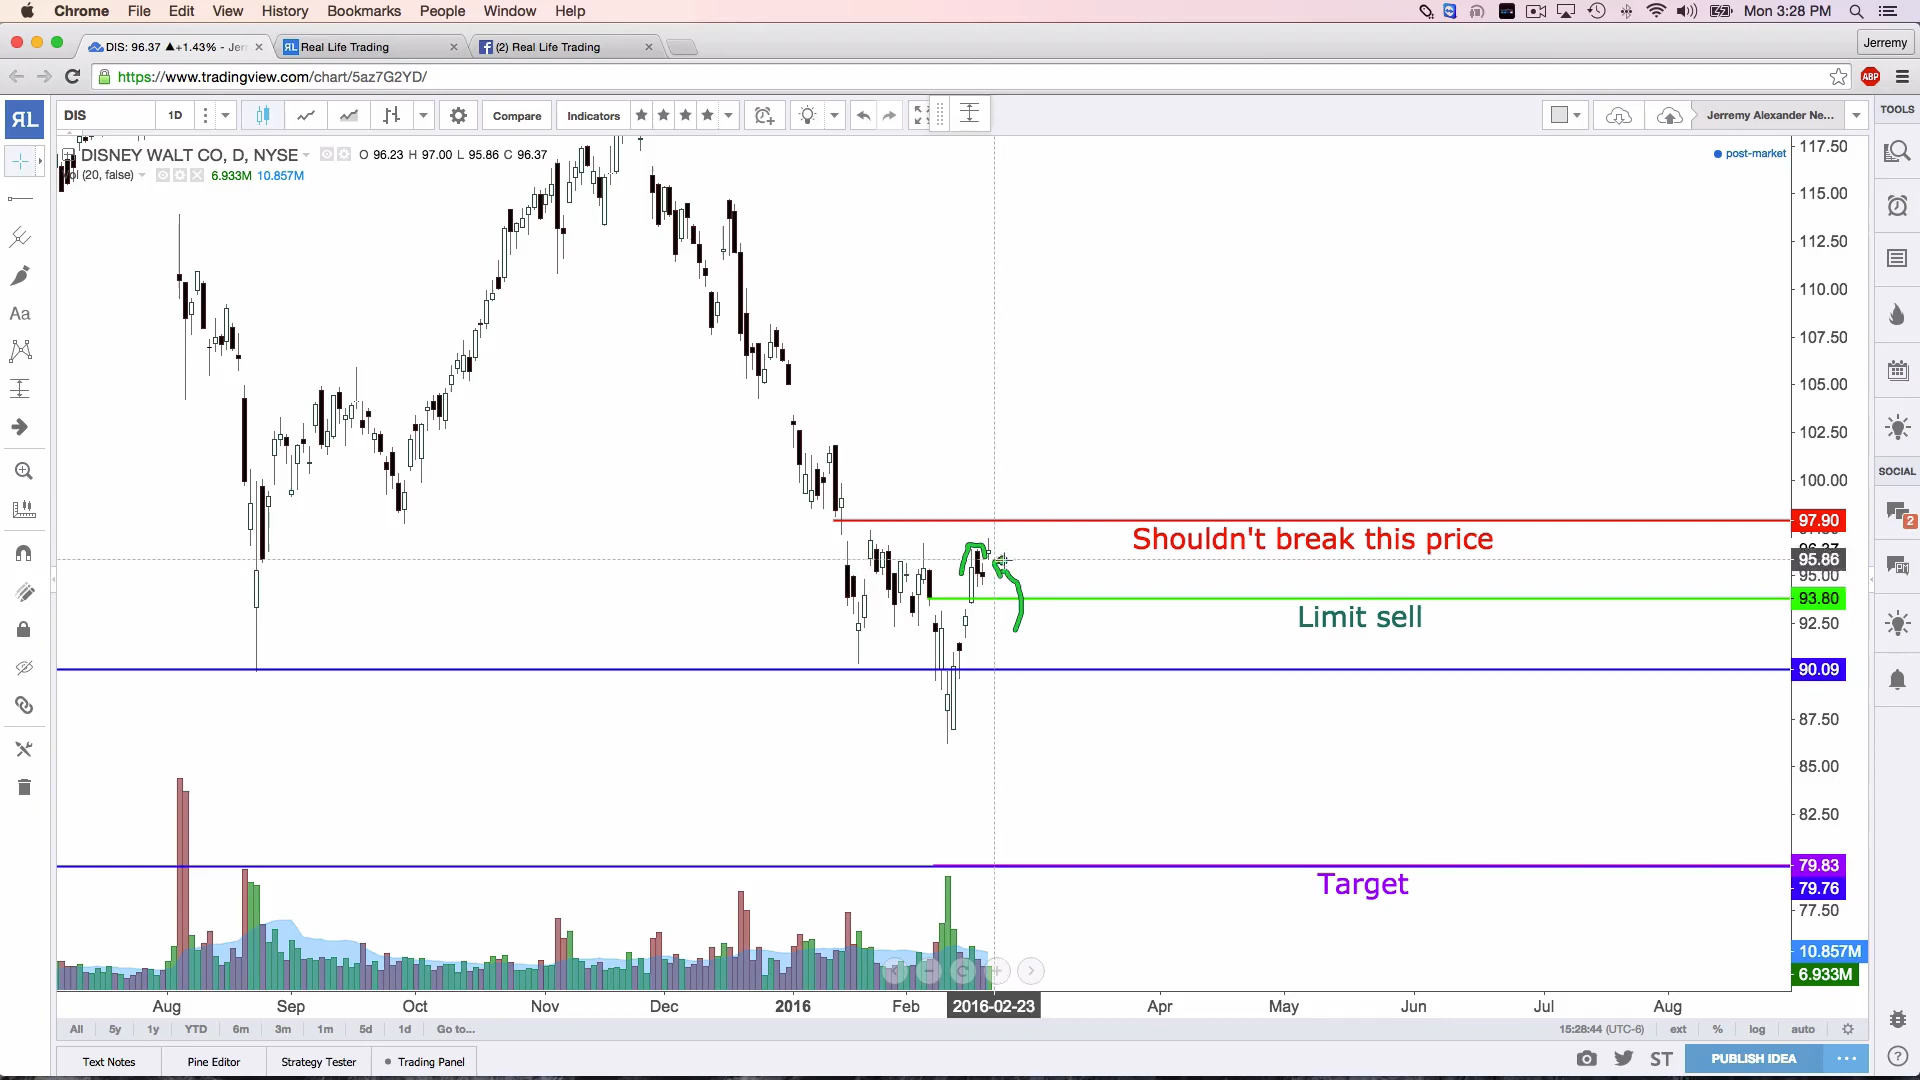 Chrome File Edit View History Bookmarks People Window Help Mon 3:28 PM
DIS: 96.37 ▲+1.43% - Jer Real Life Trading (2) Real Life Trading Jerremy
https://www.tradingview.com/chart/5az7G2YD/ ABP
RL DIS 1D Compare Indicators Jerremy Alexander Ne... TOOLS
DISNEY WALT CO, D, NYSE O 96.23 H 97.00 L 95.86 C 96.37 post-market
Vol (20, false) 6.933M 10.857M
117.50
115.00
112.50
110.00
107.50
105.00
102.50
100.00
SOCIAL
97.90
2
Shouldn't break this price
95.86
95.00
93.80
Limit sell
92.50
90.09
87.50
85.00
82.50
79.83
Target
79.76
77.50
10.857M
6.933M
Aug Sep Oct Nov Dec 2016 Feb 2016-02-23 Apr May Jun Jul Aug
All 5y 1y YTD 6m 3m 1m 5d 1d Go to... 15:28:44 (UTC-6) ext % log auto
Text Notes Pine Editor Strategy Tester Trading Panel ST PUBLISH IDEA ...